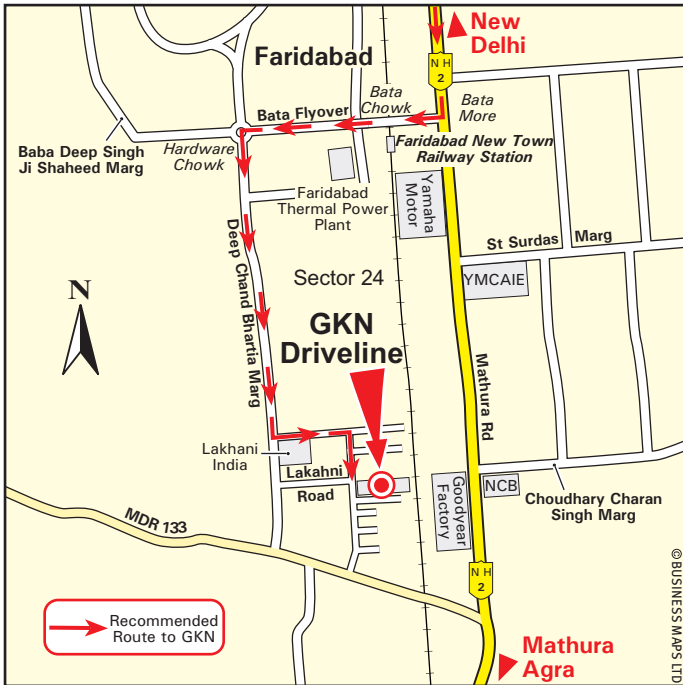 New
Delhi
N H
2
Faridabad
Bata
Chowk
Bata
More
Bata Flyover
Faridabad New Town
Railway Station
Baba Deep Singh
Ji Shaheed Marg
Hardware
Chowk
Faridabad
Thermal Power
Plant
Yamaha
Motor
St Surdas Marg
YMCAIE
Sector 24
Deep Chand Bhartia Marg
N
GKN
Driveline
Mathura Rd
Lakhani
India
Lakahni
Road
Goodyear
Factory
NCB
Choudhary Charan
Singh Marg
MDR 133
N H
2
Recommended
Route to GKN
Mathura
Agra
© BUSINESS MAPS LTD